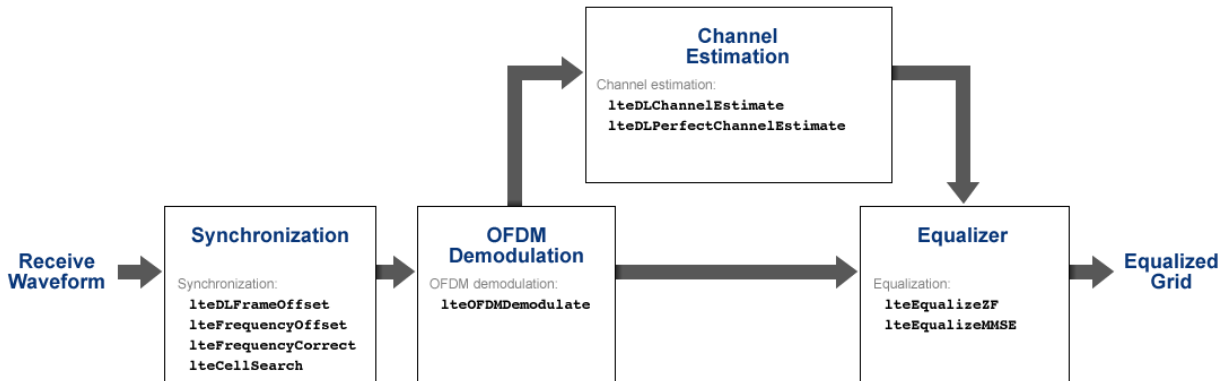 Channel
Estimation
Channel estimation:
lteDLChannelEstimate
lteDLPerfectChannelEstimate
Receive
Waveform
Synchronization
Synchronization:
lteDLFrameOffset
lteFrequencyOffset
lteFrequencyCorrect
lteCellSearch
OFDM
Demodulation
OFDM demodulation:
lteOFDMDemodulate
Equalizer
Equalization:
lteEqualizeZF
lteEqualizeMMSE
Equalized
Grid